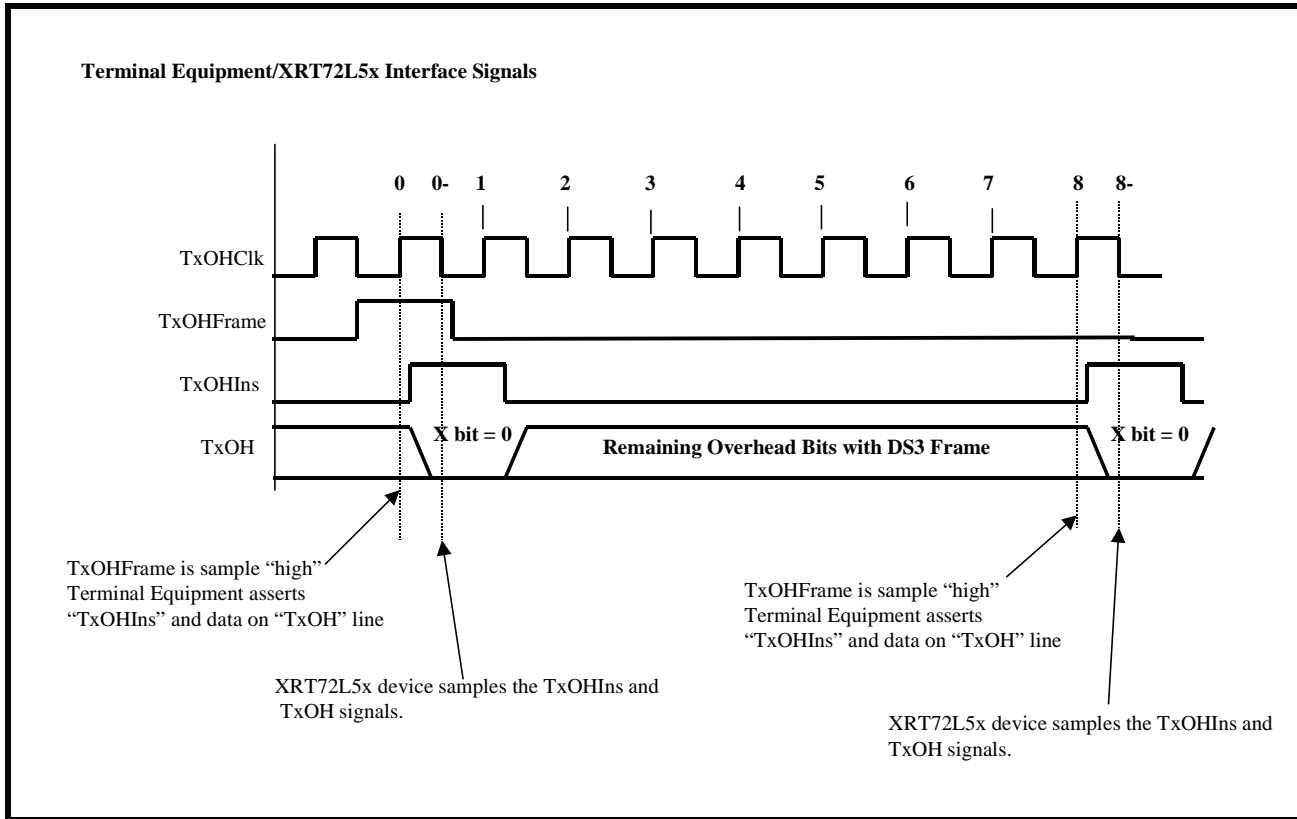 Terminal Equipment/XRT72L5x Interface Signals
0 0- 1 2 3 4 5 6 7 8 8-
TxOHClk
TxOHFrame
TxOHIns
TxOH
X bit = 0
Remaining Overhead Bits with DS3 Frame
X bit = 0
TxOHFrame is sample “high”
Terminal Equipment asserts
“TxOHIns” and data on “TxOH” line
XRT72L5x device samples the TxOHIns and
TxOH signals.
TxOHFrame is sample “high”
Terminal Equipment asserts
“TxOHIns” and data on “TxOH” line
XRT72L5x device samples the TxOHIns and
TxOH signals.